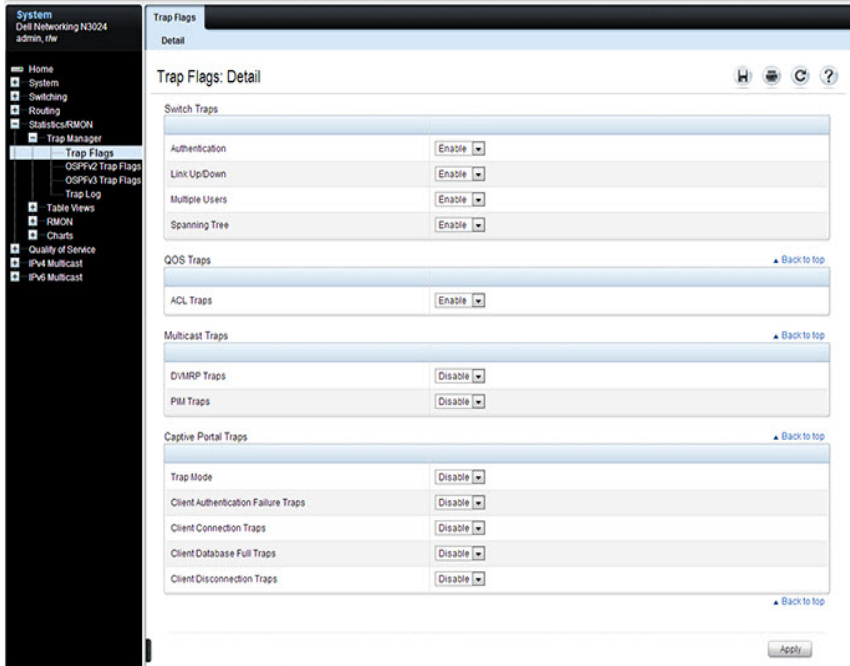 System
Dell Networking N3024
admin, r/w
Home
System
Switching
Routing
Statistics/RMON
Trap Manager
Trap Flags
OSPFv2 Trap Flags
OSPFv3 Trap Flags
Trap Log
Table Views
RMON
Charts
Quality of Service
IPv4 Multicast
IPv6 Multicast
Trap Flags
Detail
Trap Flags: Detail
Switch Traps
Authentication Enable
Link Up/Down Enable
Multiple Users Enable
Spanning Tree Enable
QOS Traps ▲ Back to top
ACL Traps Enable
Multicast Traps ▲ Back to top
DVMRP Traps Disable
PIM Traps Disable
Captive Portal Traps ▲ Back to top
Trap Mode Disable
Client Authentication Failure Traps Disable
Client Connection Traps Disable
Client Database Full Traps Disable
Client Disconnection Traps Disable
▲ Back to top
Apply